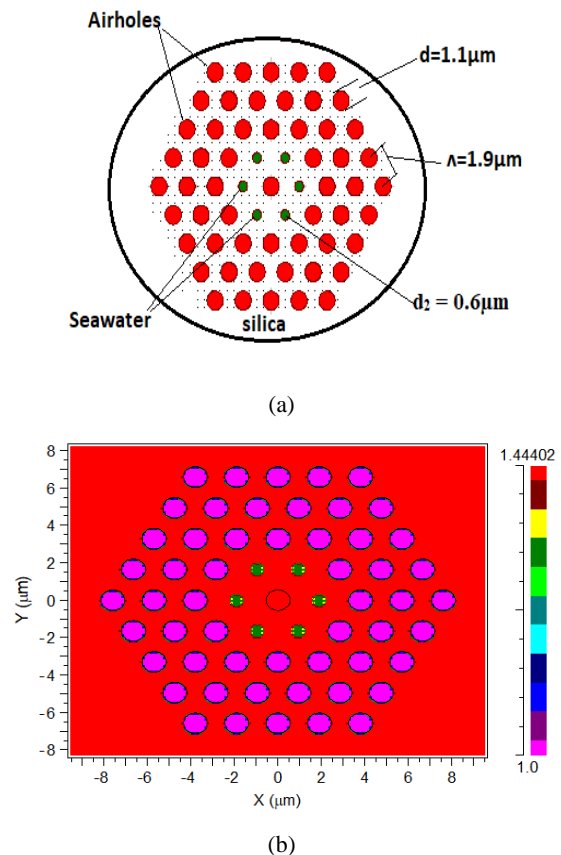 Airholes
d=1.1μm
Λ=1.9μm
Seawater
silica
d₂ = 0.6μm
(a)
8
6
4
2
0
-2
-4
-6
-8
Y (μm)
-8 -6 -4 -2 0 2 4 6 8
X (μm)
1.44402
1.0
(b)